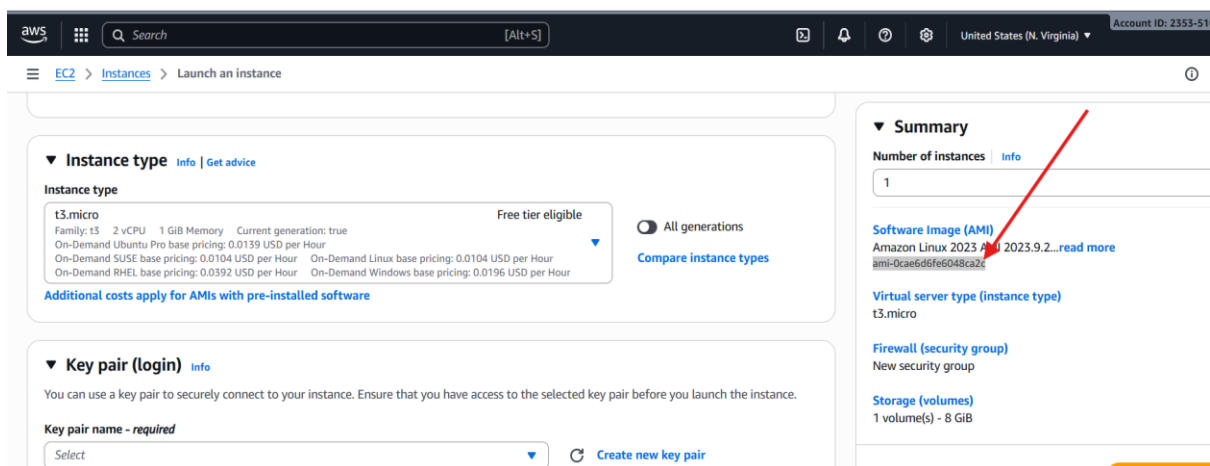 aws
Search
[Alt+S]
United States (N. Virginia)
Account ID: 2353-51
EC2 > Instances > Launch an instance
Instance type Info | Get advice
Instance type
t3.micro
Free tier eligible
Family: t3 2 vCPU 1 GiB Memory Current generation: true
On-Demand Ubuntu Pro base pricing: 0.0139 USD per Hour
On-Demand SUSE base pricing: 0.0104 USD per Hour On-Demand Linux base pricing: 0.0104 USD per Hour
On-Demand RHEL base pricing: 0.0392 USD per Hour On-Demand Windows base pricing: 0.0196 USD per Hour
All generations
Compare instance types
Additional costs apply for AMIs with pre-installed software
Key pair (login) Info
You can use a key pair to securely connect to your instance. Ensure that you have access to the selected key pair before you launch the instance.
Key pair name - required
Select
Create new key pair
Summary
Number of instances Info
1
Software Image (AMI)
Amazon Linux 2023 2023.9.2...read more
ami-0cae6d6fe6048ca2c
Virtual server type (instance type)
t3.micro
Firewall (security group)
New security group
Storage (volumes)
1 volume(s) - 8 GiB